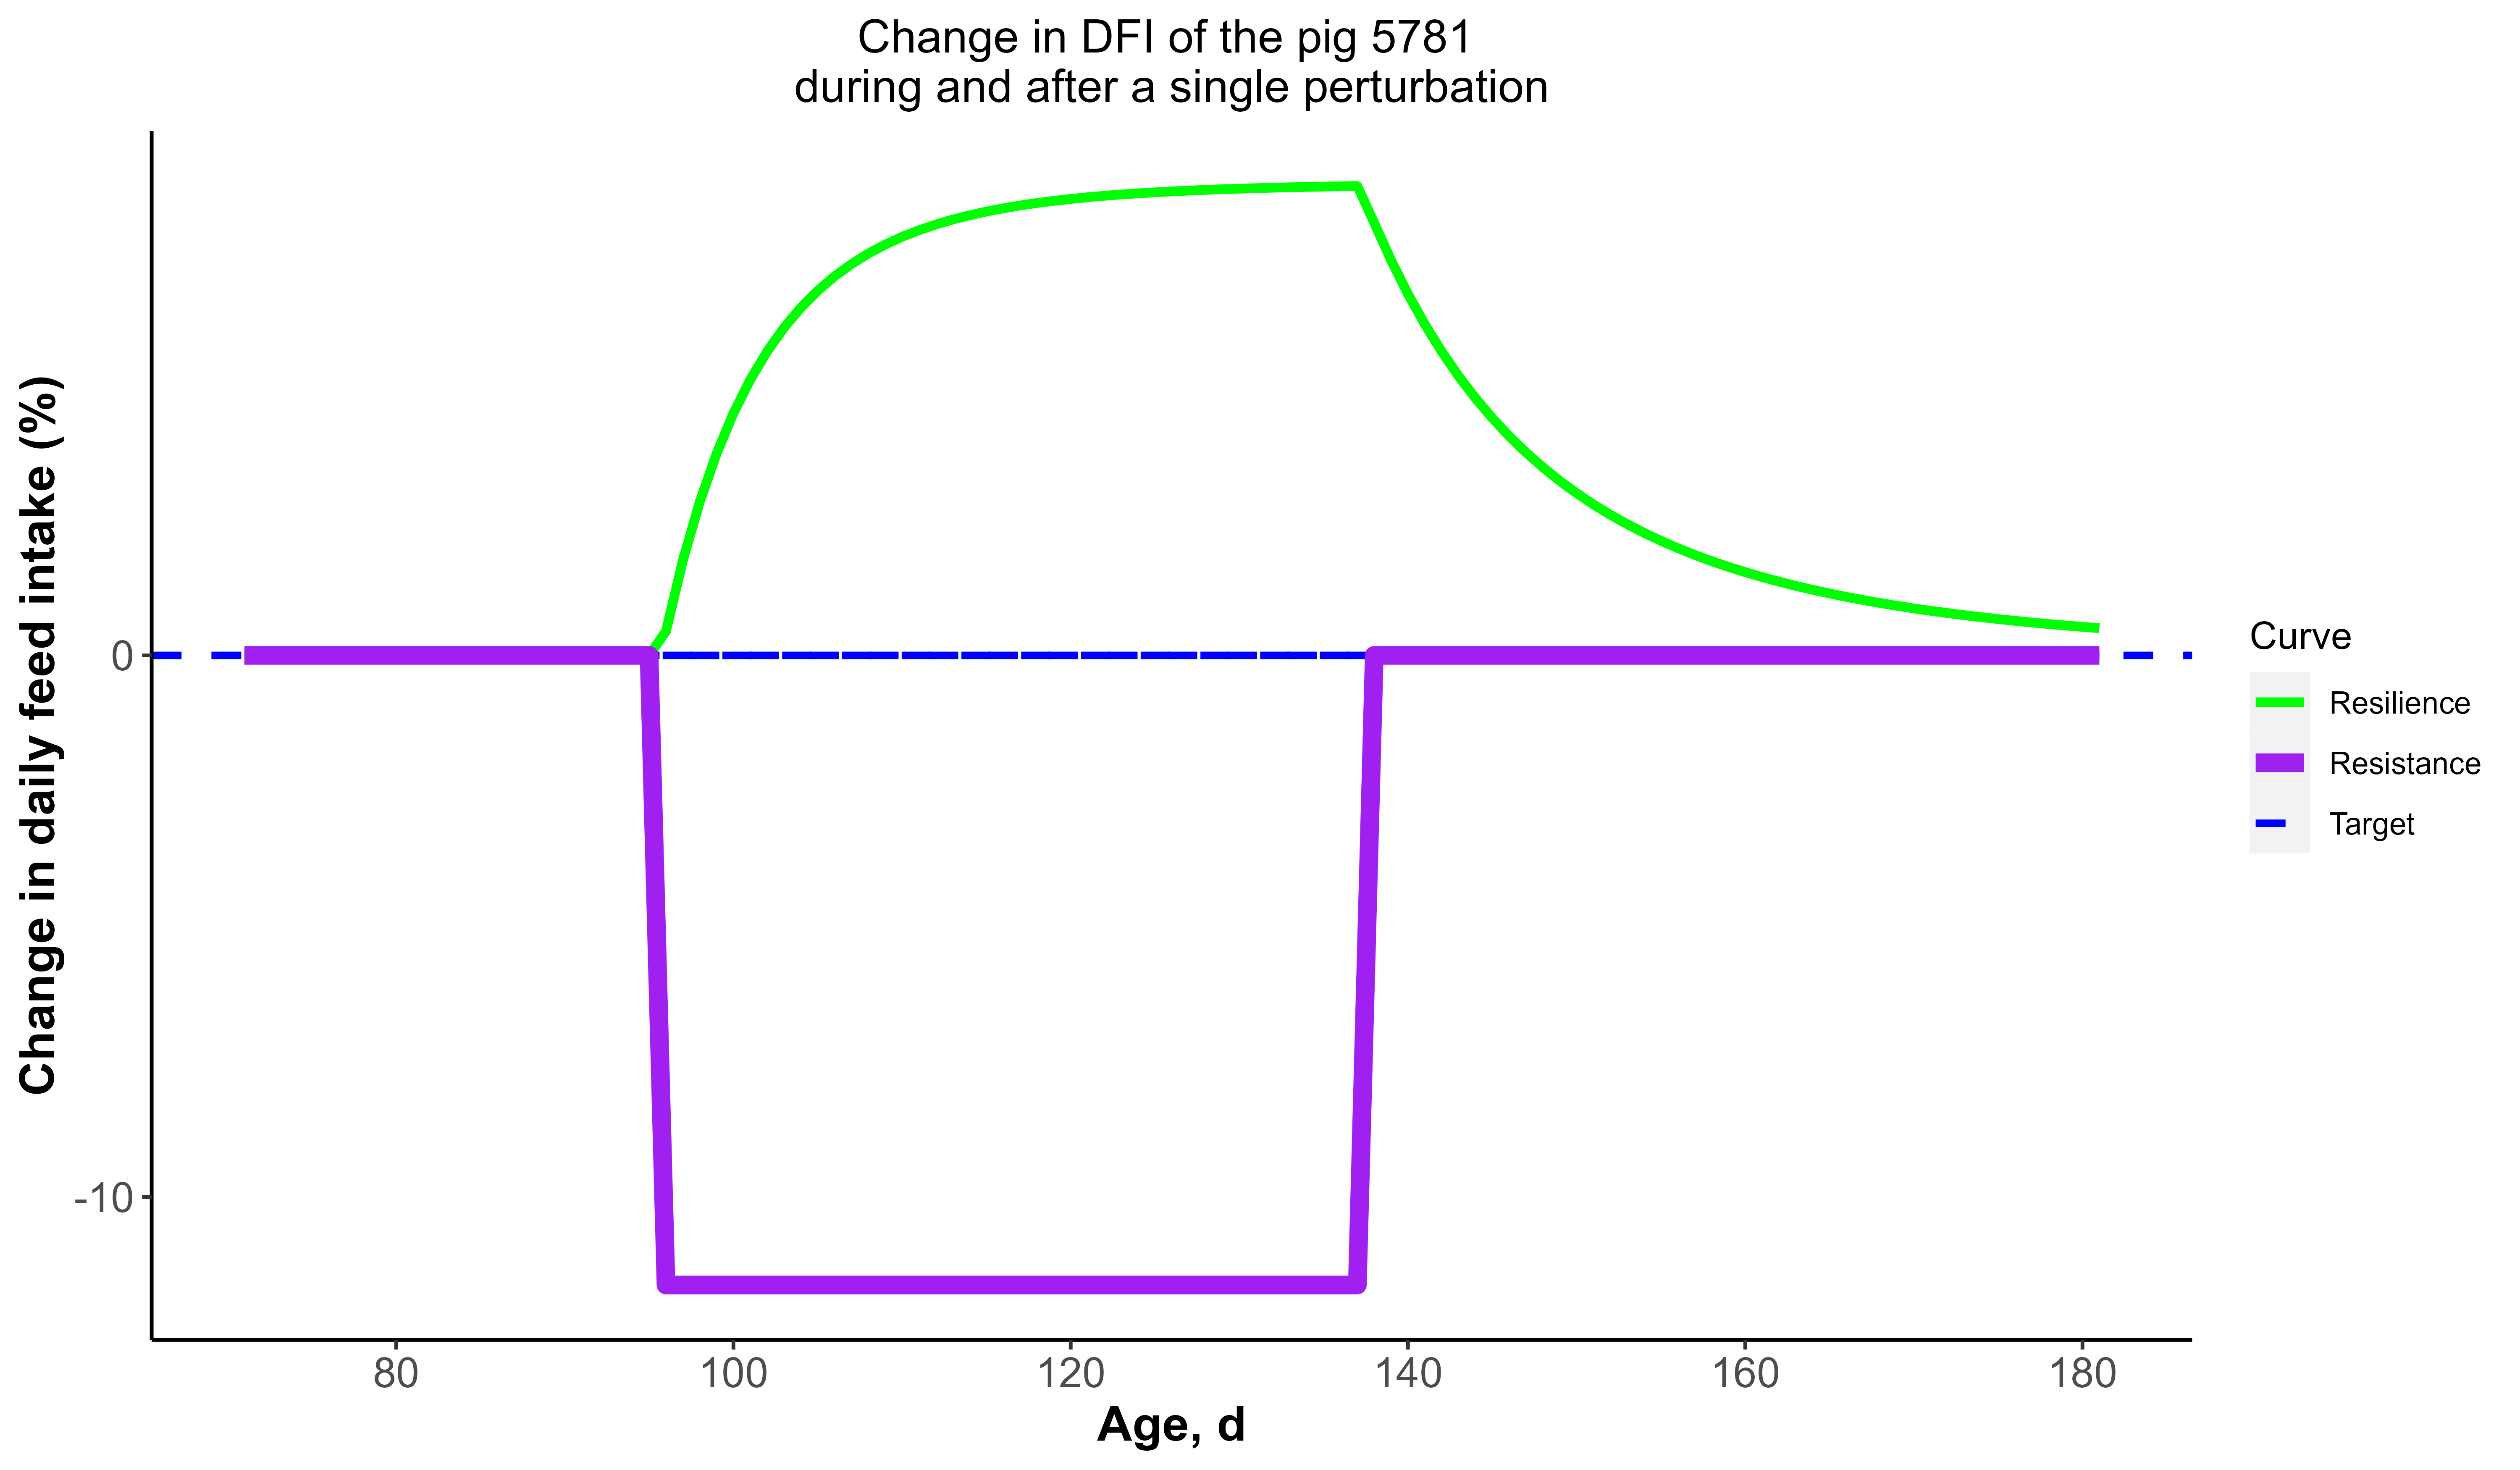 Change in DFI of the pig 5781
during and after a single perturbation
Change in daily feed intake (%)
0
-10
80 100 120 140 160 180
Age, d
Curve
Resilience
Resistance
Target